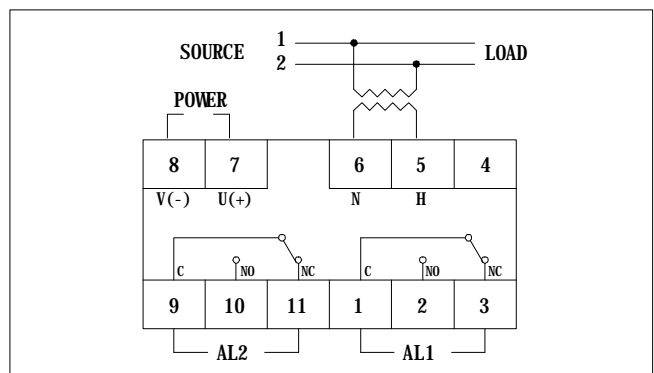 SOURCE 1 LOAD
2
POWER
8 7 6 5 4
V(-) U(+) N H
C NO NC C NO NC
9 10 11 1 2 3
AL2 AL1